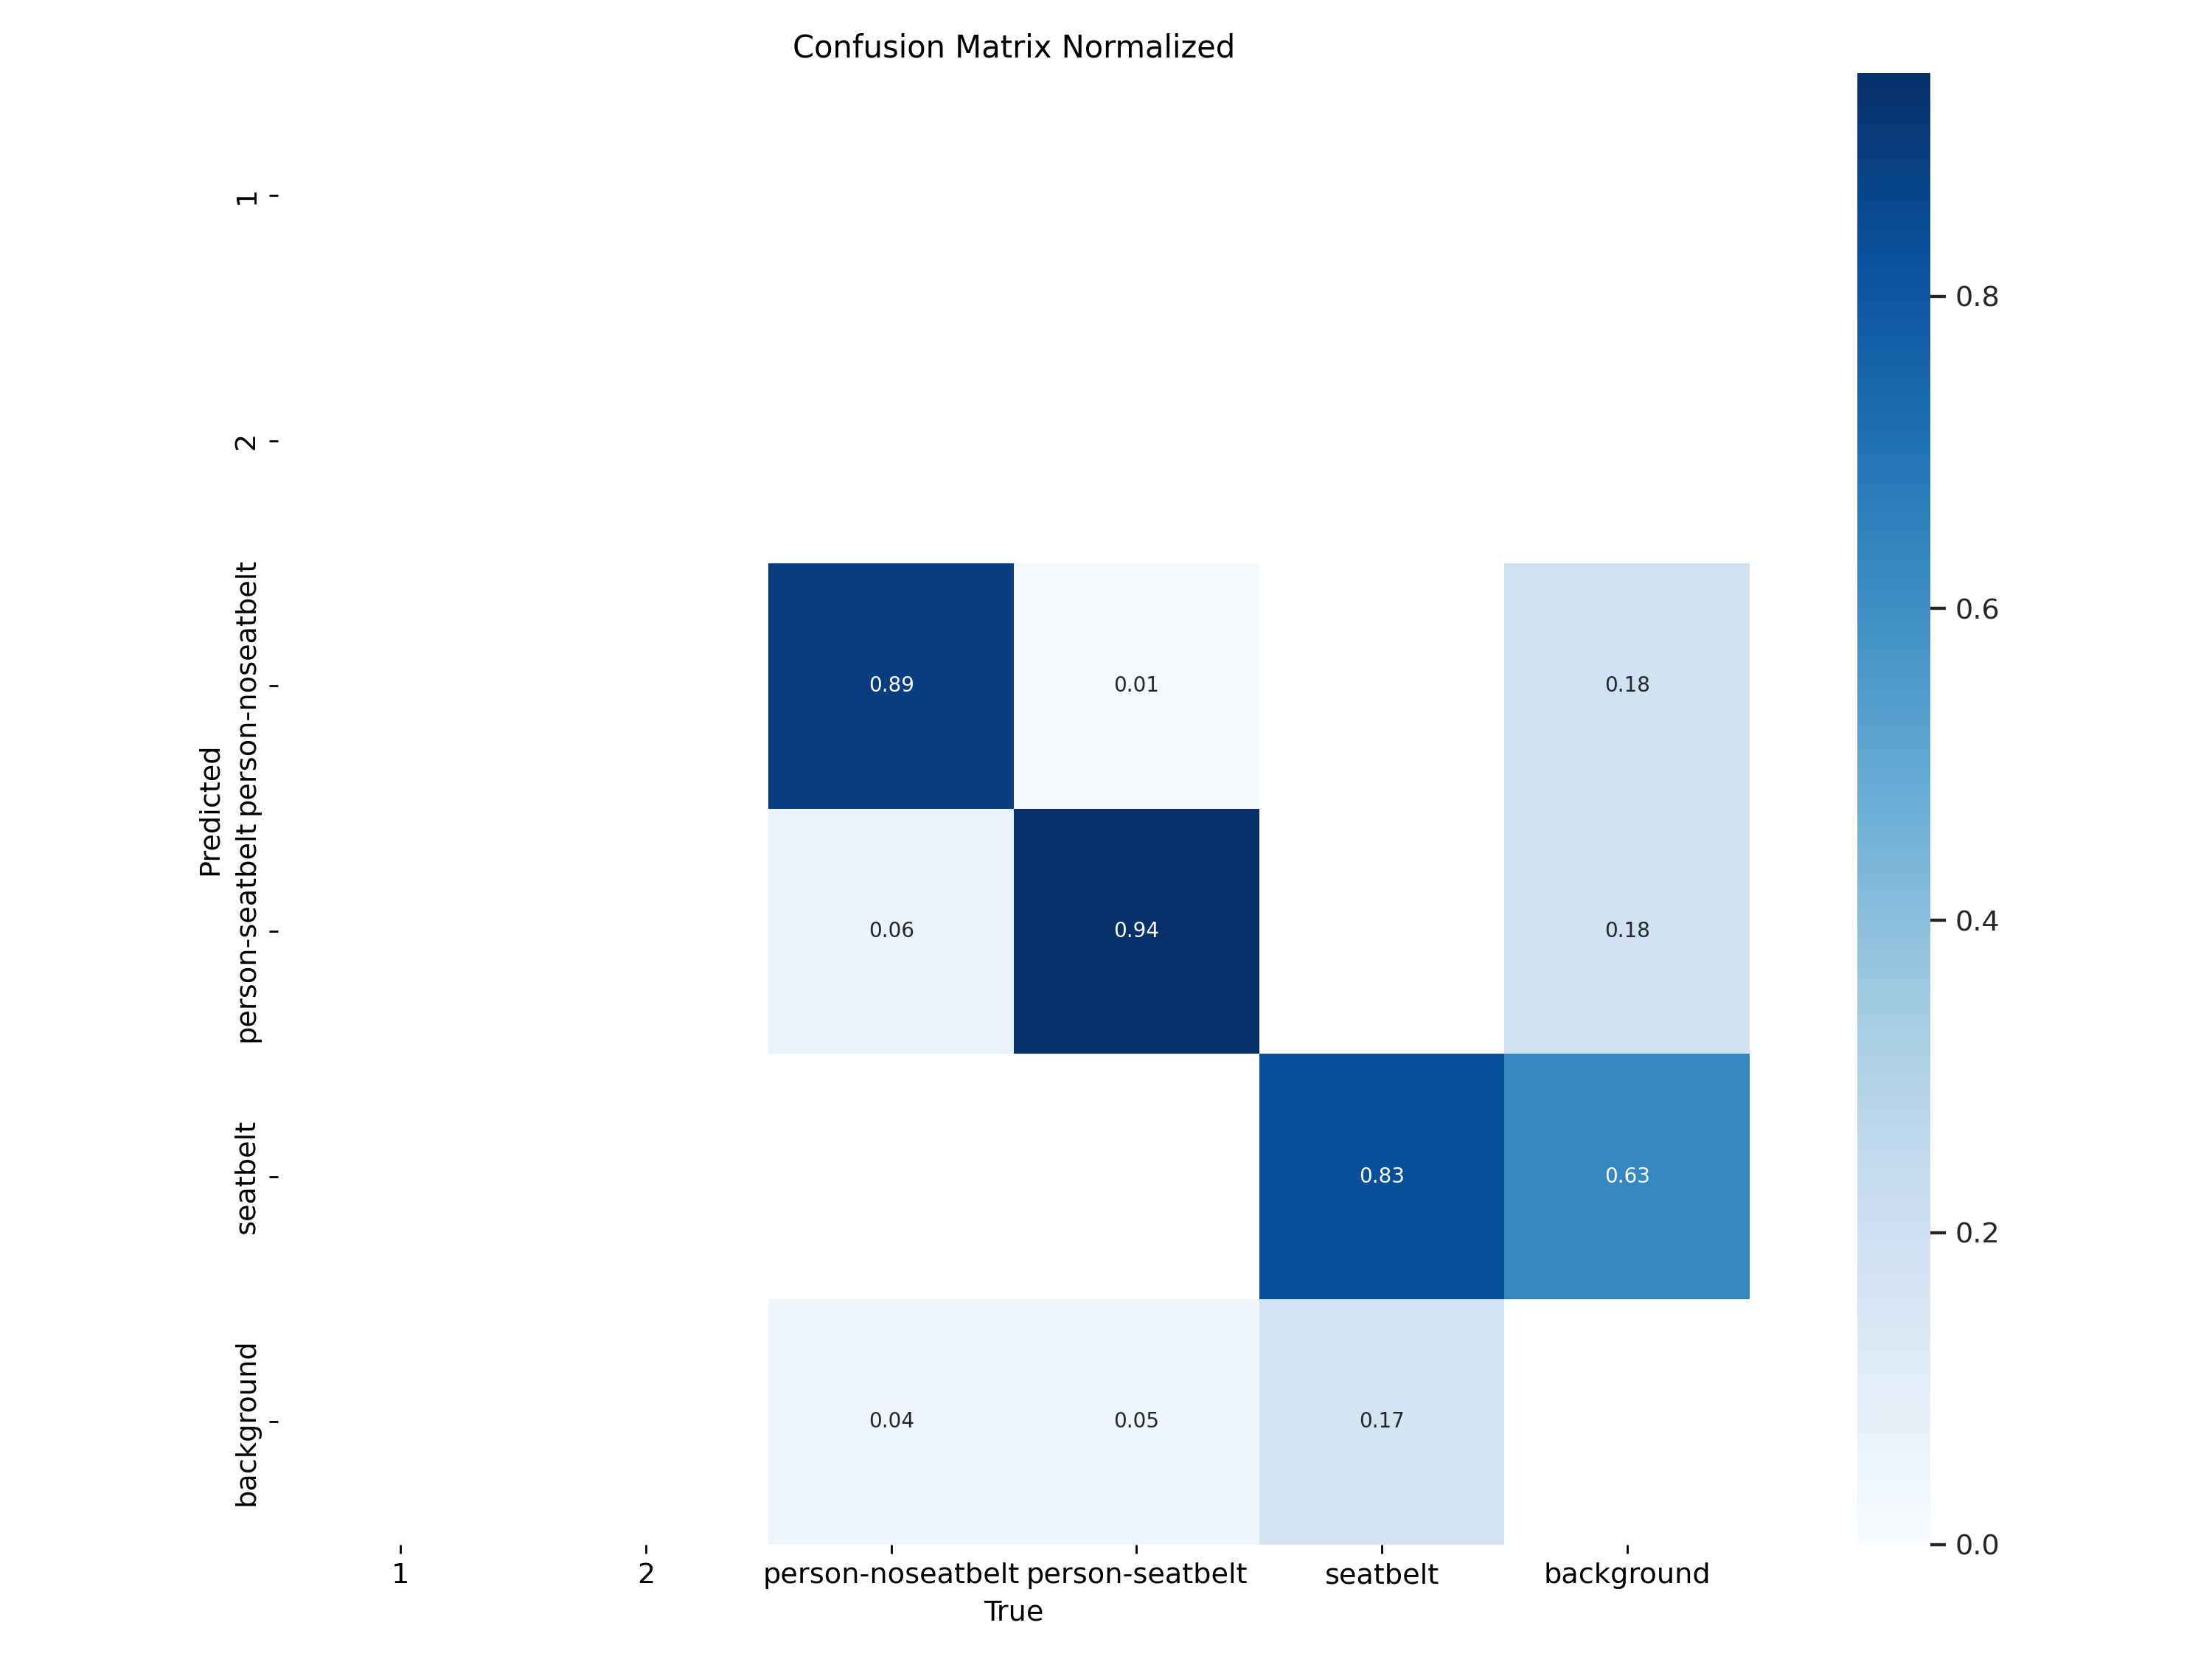 Confusion Matrix Normalized
1
2
person-noseatbelt
person-seatbelt
seatbelt
background
Predicted
0.89
0.01
0.18
0.06
0.94
0.18
0.83
0.63
0.04
0.05
0.17
1
2
person-noseatbelt
person-seatbelt
seatbelt
background
True
0.8
0.6
0.4
0.2
0.0